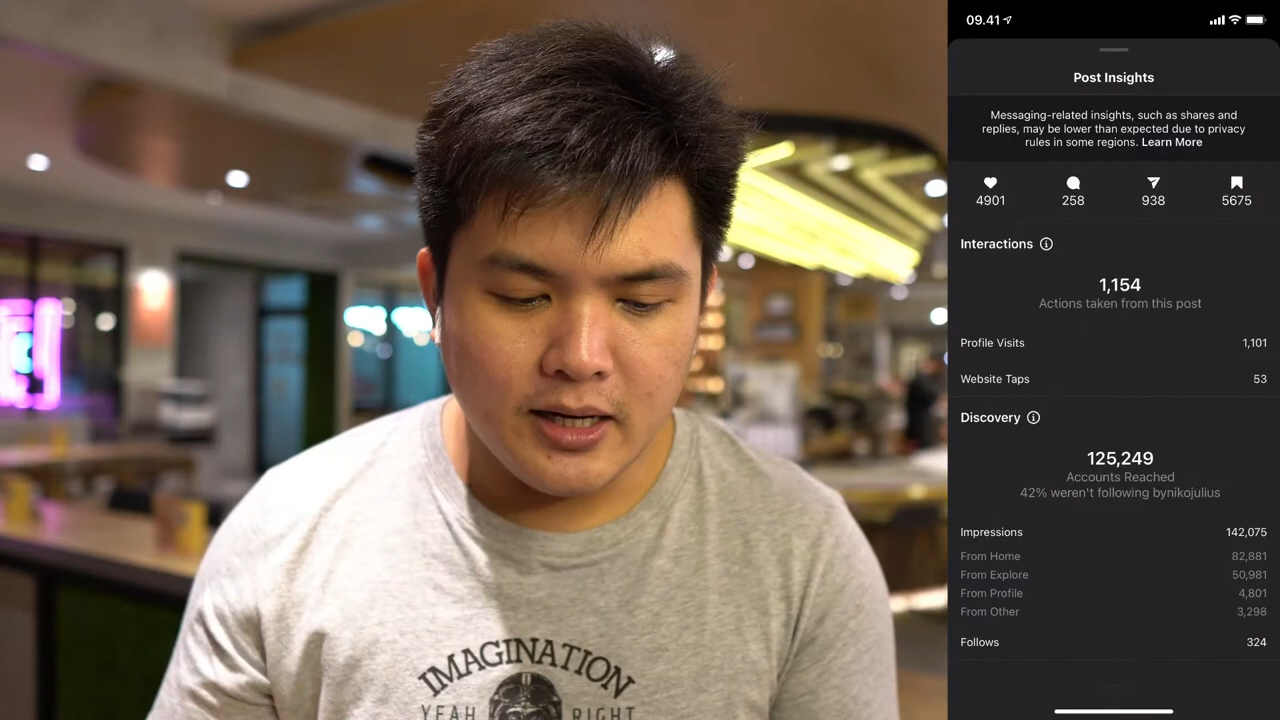 IMAGINATION
YEAH RIGHT
09.41
Post Insights
Messaging-related insights, such as shares and
replies, may be lower than expected due to privacy
rules in some regions. Learn More
4901 258 938 5675
Interactions
1,154
Actions taken from this post
Profile Visits 1,101
Website Taps 53
Discovery
125,249
Accounts Reached
42% weren't following bynikojulius
Impressions 142,075
From Home 82,881
From Explore 50,981
From Profile 4,801
From Other 3,298
Follows 324